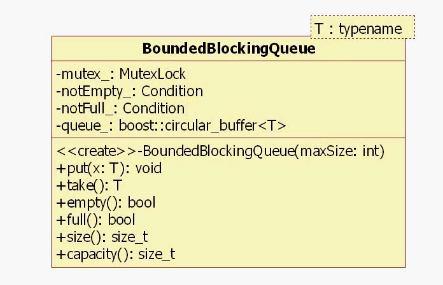 T : typename
BoundedBlockingQueue
-mutex_: MutexLock
-notEmpty_: Condition
-notFull_: Condition
-queue_: boost::circular_buffer<T>
<<create>>-BoundedBlockingQueue(maxSize: int)
+put(x: T): void
+take(): T
+empty(): bool
+full(): bool
+size(): size_t
+capacity(): size_t